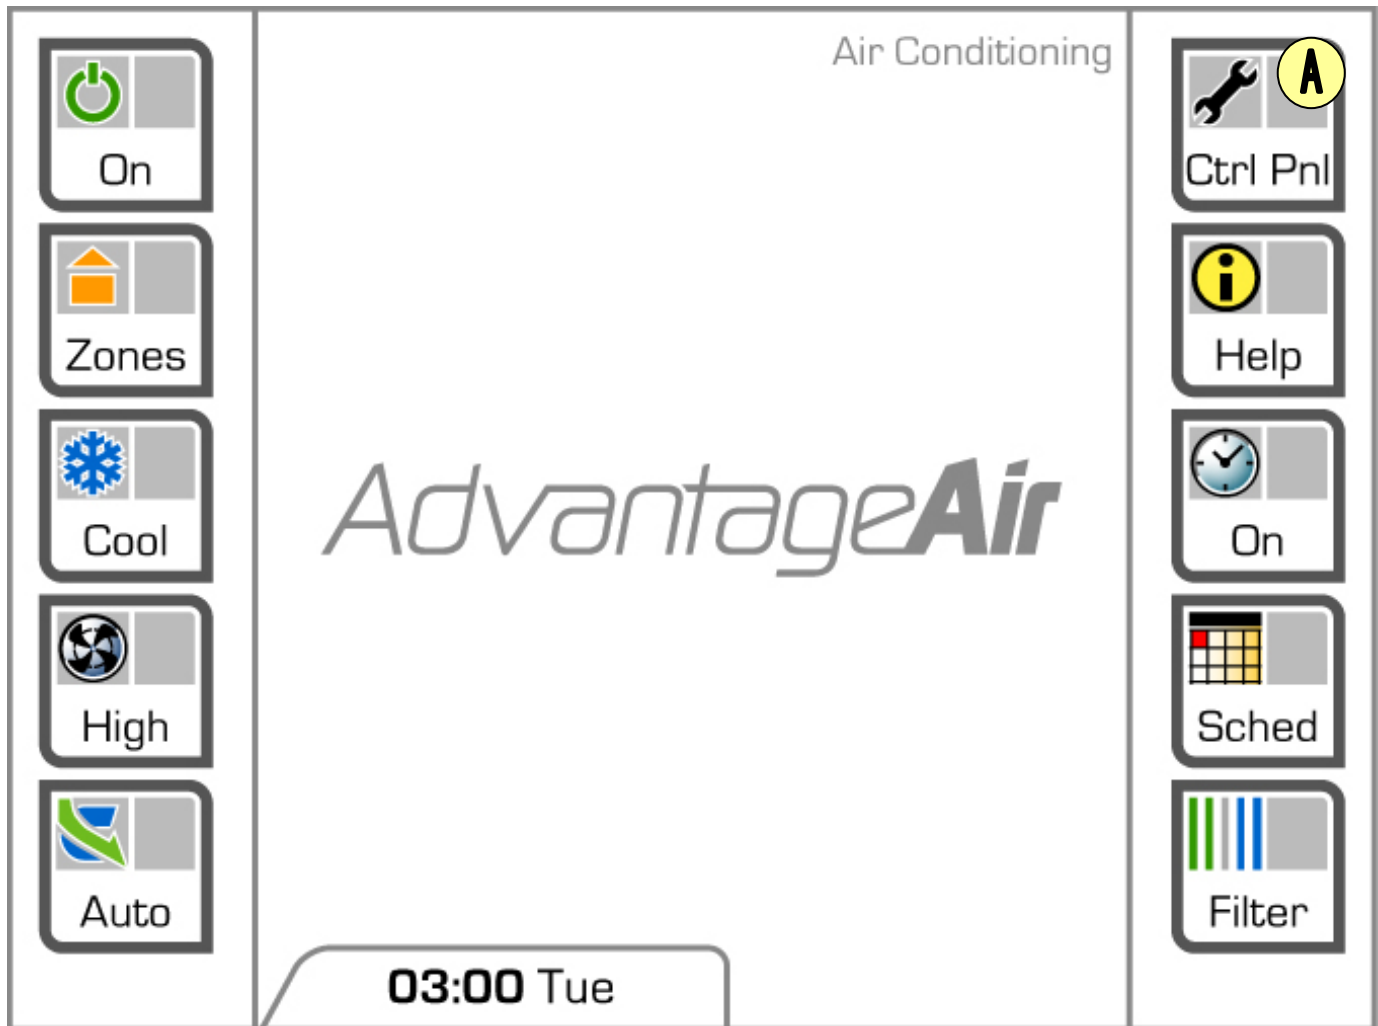 Air Conditioning
On
Zones
Cool
High
Auto
AdvantageAir
A
Ctrl Pnl
Help
On
Sched
Filter
03:00 Tue